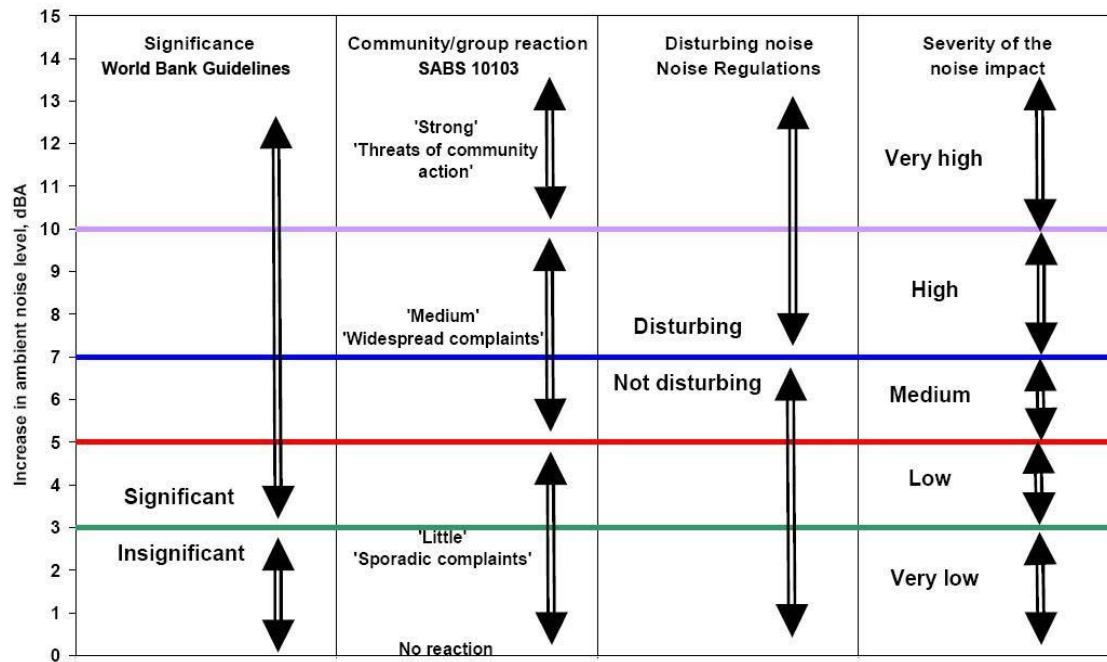 Increase in ambient noise level, dBA
15
14
13
12
11
10
9
8
7
6
5
4
3
2
1
0
Significance
World Bank Guidelines
Significant
Insignificant
Community/group reaction
SABS 10103
'Strong'
'Threats of community
action'
'Medium'
'Widespread complaints'
'Little'
'Sporadic complaints'
No reaction
Disturbing noise
Noise Regulations
Disturbing
Not disturbing
Severity of the
noise impact
Very high
High
Medium
Low
Very low